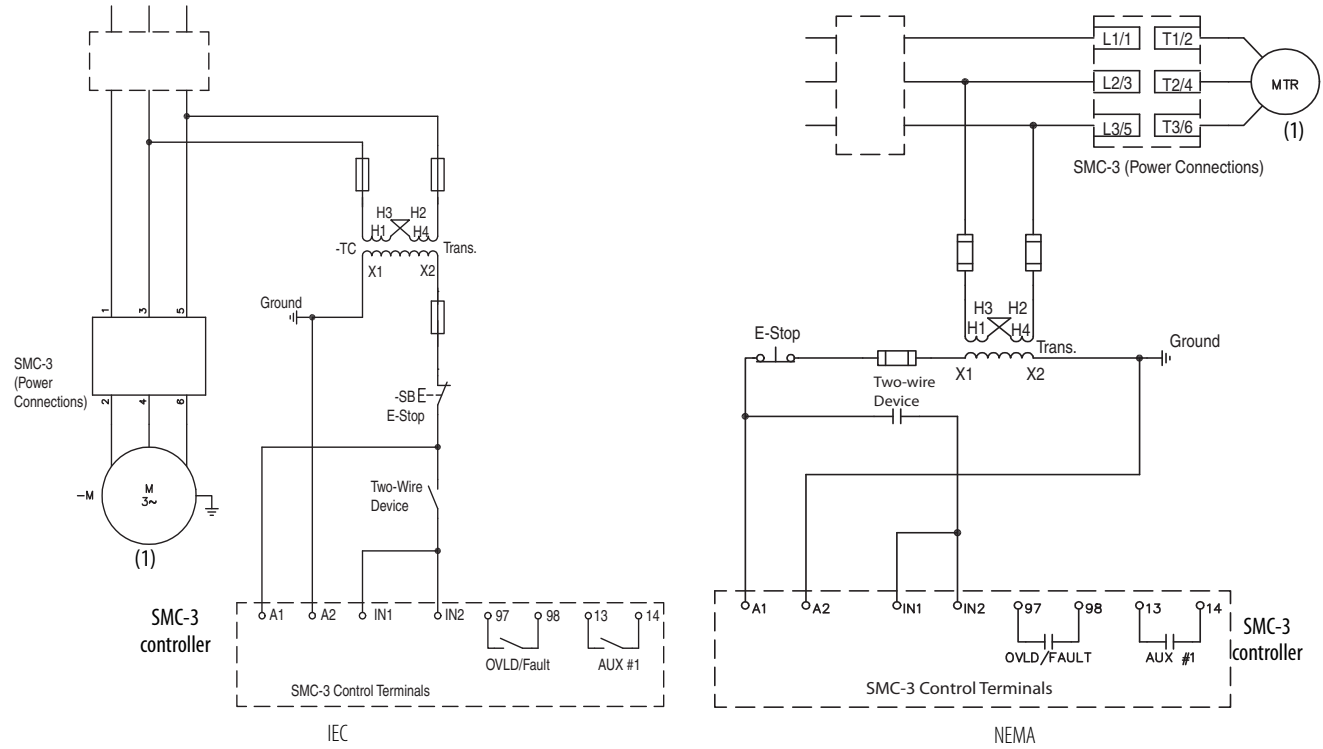 H3 H2
H1 H4
-TC
Trans.
X1 X2
Ground
1 3 5
SMC-3
(Power
Connections)
2 4 6
-SB
E-Stop
Two-Wire
Device
-M
M
3~
(1)
SMC-3
controller
A1 A2 IN1 IN2 97 98 13 14
OVLD/Fault AUX #1
SMC-3 Control Terminals
IEC
L1/1 T1/2
L2/3 T2/4
L3/5 T3/6
MTR
(1)
SMC-3 (Power Connections)
H3 H2
H1 H4
Trans.
X1 X2
E-Stop
Ground
Two-wire
Device
A1 A2 IN1 IN2 97 98 13 14
OVLD/FAULT AUX #1
SMC-3
controller
SMC-3 Control Terminals
NEMA